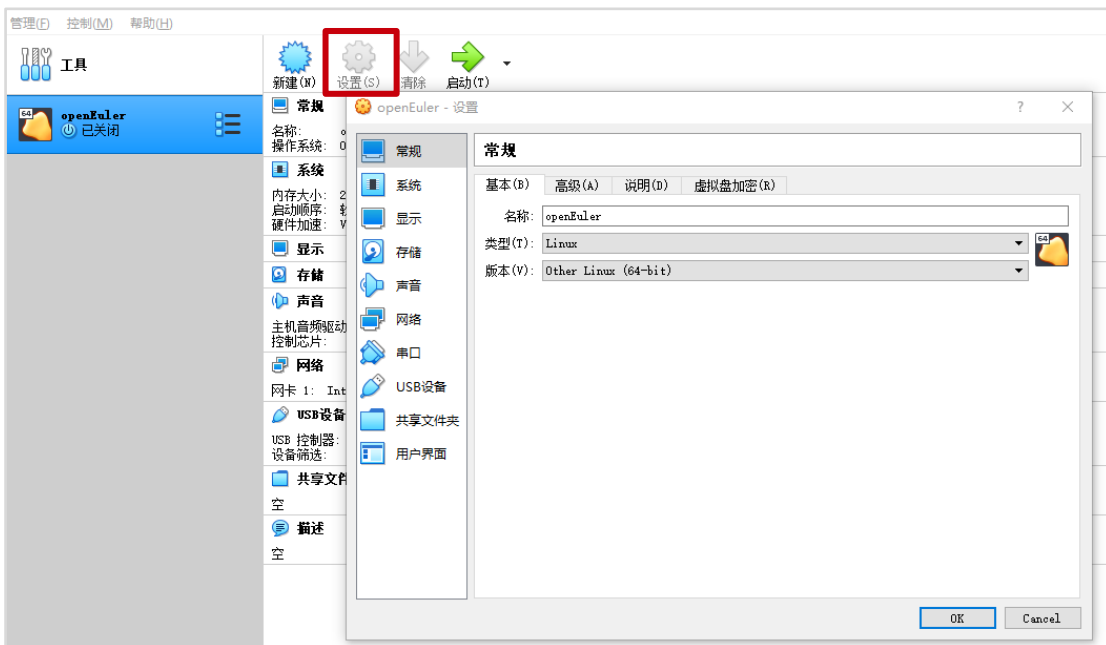 管理(F) 控制(M) 帮助(H)
工具
新建(N) 设置(S) 清除 启动(T)
64 openEuler
已关闭
常规
名称: o
操作系统: O
系统
内存大小: 2
启动顺序: 软
硬件加速: V
显示
存储
声音
主机音频驱动
控制芯片:
网络
网卡 1: Int
USB设备
USB 控制器:
设备筛选:
共享文件
空
描述
空
openEuler - 设置 ?
常规
系统
显示
存储
声音
网络
串口
USB设备
共享文件夹
用户界面
常规
基本(B) 高级(A) 说明(D) 虚拟盘加密(R)
名称: openEuler
类型(T): Linux
64
版本(V): Other Linux (64-bit)
OK Cancel